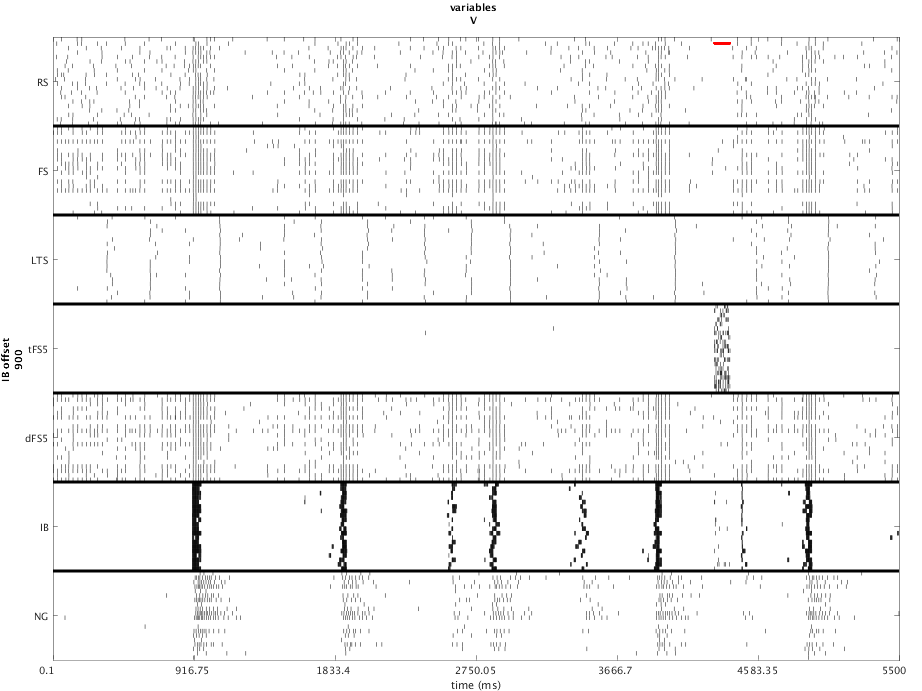 variables
V
RS
FS
LTS
tFS5
dFS5
IB
NG
IB offset
900
0.1 916.75 1833.4 2750.05 3666.7 4583.35 5500
time (ms)